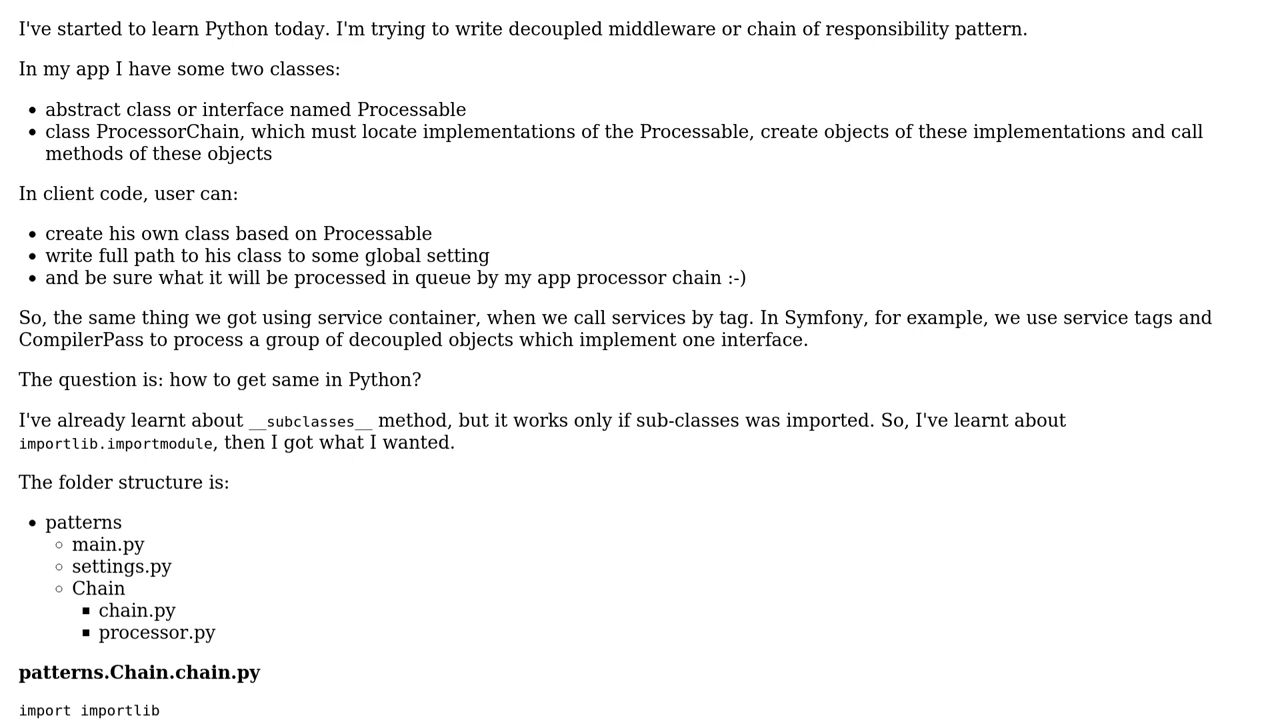 I've started to learn Python today. I'm trying to write decoupled middleware or chain of responsibility pattern.
In my app I have some two classes:
abstract class or interface named Processable
class ProcessorChain, which must locate implementations of the Processable, create objects of these implementations and call
methods of these objects
In client code, user can:
create his own class based on Processable
write full path to his class to some global setting
and be sure what it will be processed in queue by my app processor chain :-)
So, the same thing we got using service container, when we call services by tag. In Symfony, for example, we use service tags and
CompilerPass to process a group of decoupled objects which implement one interface.
The question is: how to get same in Python?
I've already learnt about __subclasses__ method, but it works only if sub-classes was imported. So, I've learnt about
importlib.importmodule, then I got what I wanted.
The folder structure is:
patterns
main.py
settings.py
Chain
chain.py
processor.py
patterns.Chain.chain.py
import importlib